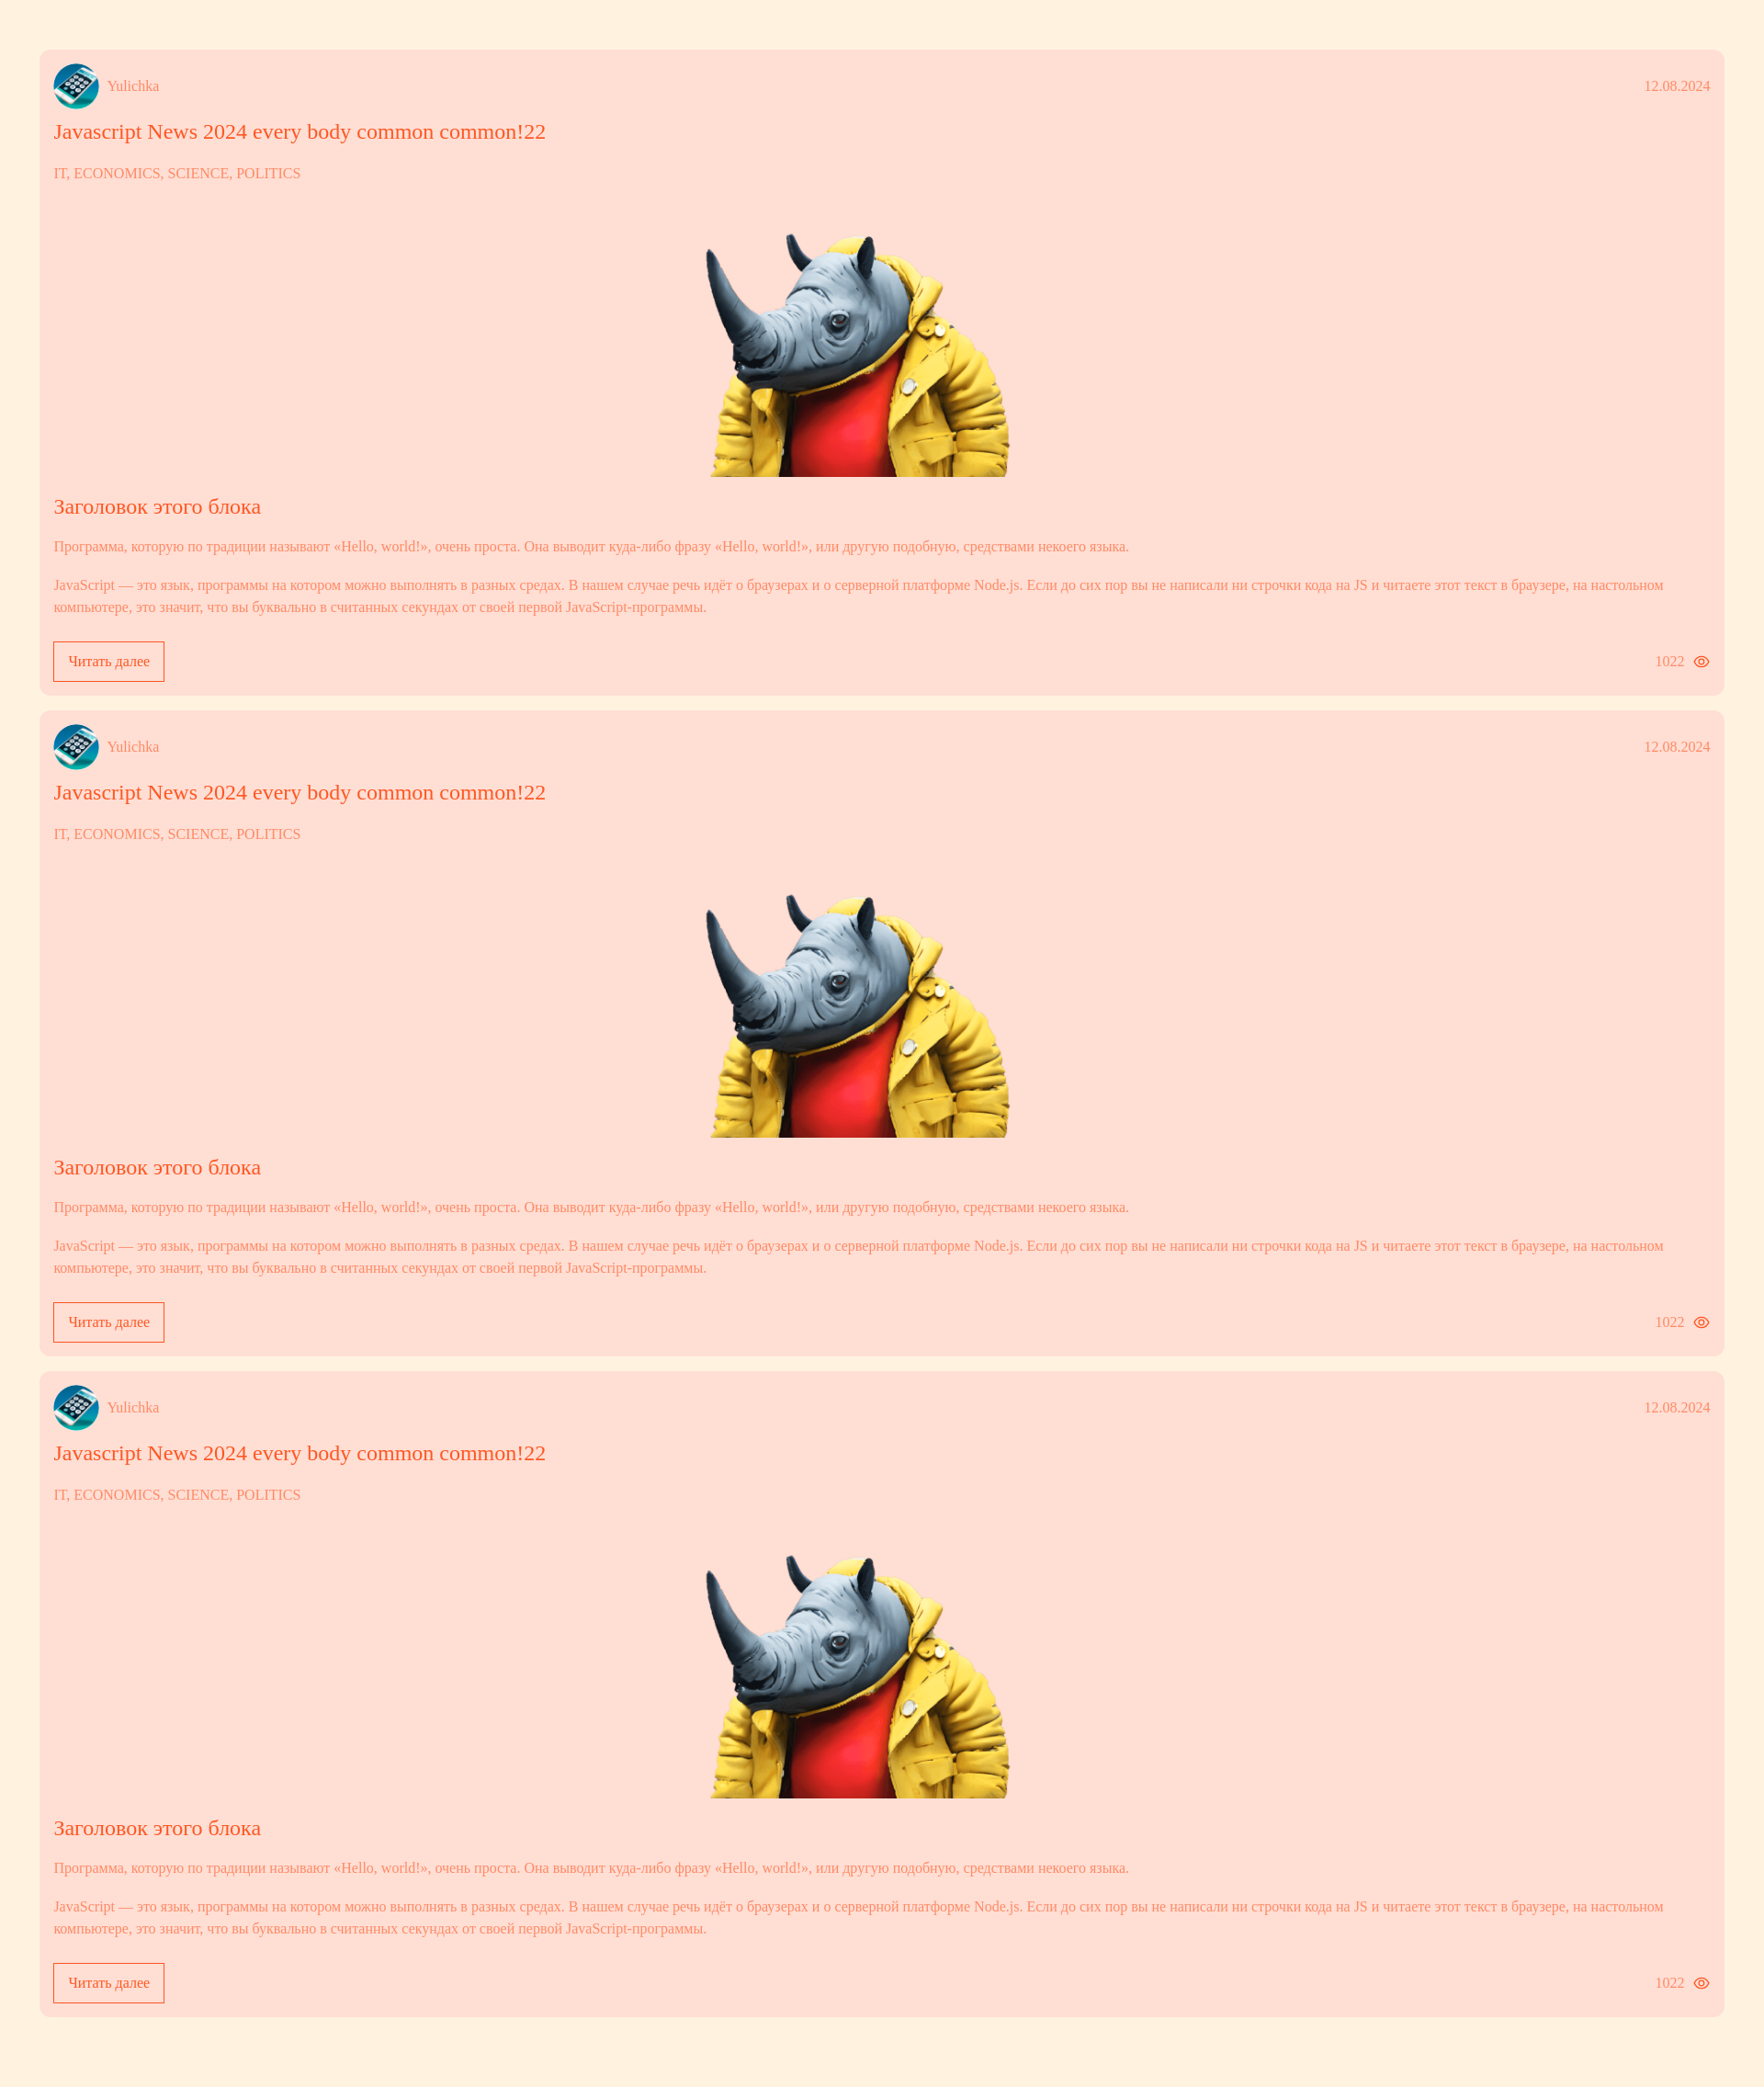 Yulichka
12.08.2024
Javascript News 2024 every body common common!22
IT, ECONOMICS, SCIENCE, POLITICS
Заголовок этого блока
Программа, которую по традиции называют «Hello, world!», очень проста. Она выводит куда-либо фразу «Hello, world!», или другую подобную, средствами некоего языка.
JavaScript — это язык, программы на котором можно выполнять в разных средах. В нашем случае речь идёт о браузерах и о серверной платформе Node.js. Если до сих пор вы не написали ни строчки кода на JS и читаете этот текст в браузере, на настольном
компьютере, это значит, что вы буквально в считанных секундах от своей первой JavaScript-программы.
Читать далее
1022
Yulichka
12.08.2024
Javascript News 2024 every body common common!22
IT, ECONOMICS, SCIENCE, POLITICS
Заголовок этого блока
Программа, которую по традиции называют «Hello, world!», очень проста. Она выводит куда-либо фразу «Hello, world!», или другую подобную, средствами некоего языка.
JavaScript — это язык, программы на котором можно выполнять в разных средах. В нашем случае речь идёт о браузерах и о серверной платформе Node.js. Если до сих пор вы не написали ни строчки кода на JS и читаете этот текст в браузере, на настольном
компьютере, это значит, что вы буквально в считанных секундах от своей первой JavaScript-программы.
Читать далее
1022
Yulichka
12.08.2024
Javascript News 2024 every body common common!22
IT, ECONOMICS, SCIENCE, POLITICS
Заголовок этого блока
Программа, которую по традиции называют «Hello, world!», очень проста. Она выводит куда-либо фразу «Hello, world!», или другую подобную, средствами некоего языка.
JavaScript — это язык, программы на котором можно выполнять в разных средах. В нашем случае речь идёт о браузерах и о серверной платформе Node.js. Если до сих пор вы не написали ни строчки кода на JS и читаете этот текст в браузере, на настольном
компьютере, это значит, что вы буквально в считанных секундах от своей первой JavaScript-программы.
Читать далее
1022